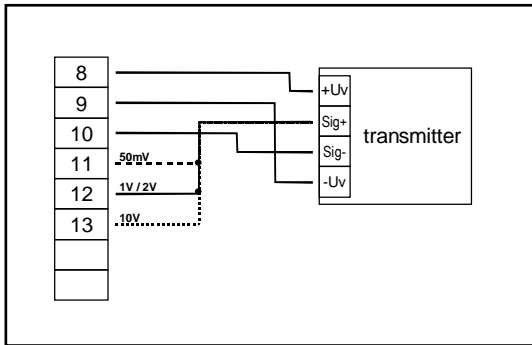 8
9
10
11
12
13
50mV
1V / 2V
10V
+Uv
Sig+
Sig-
-Uv
transmitter